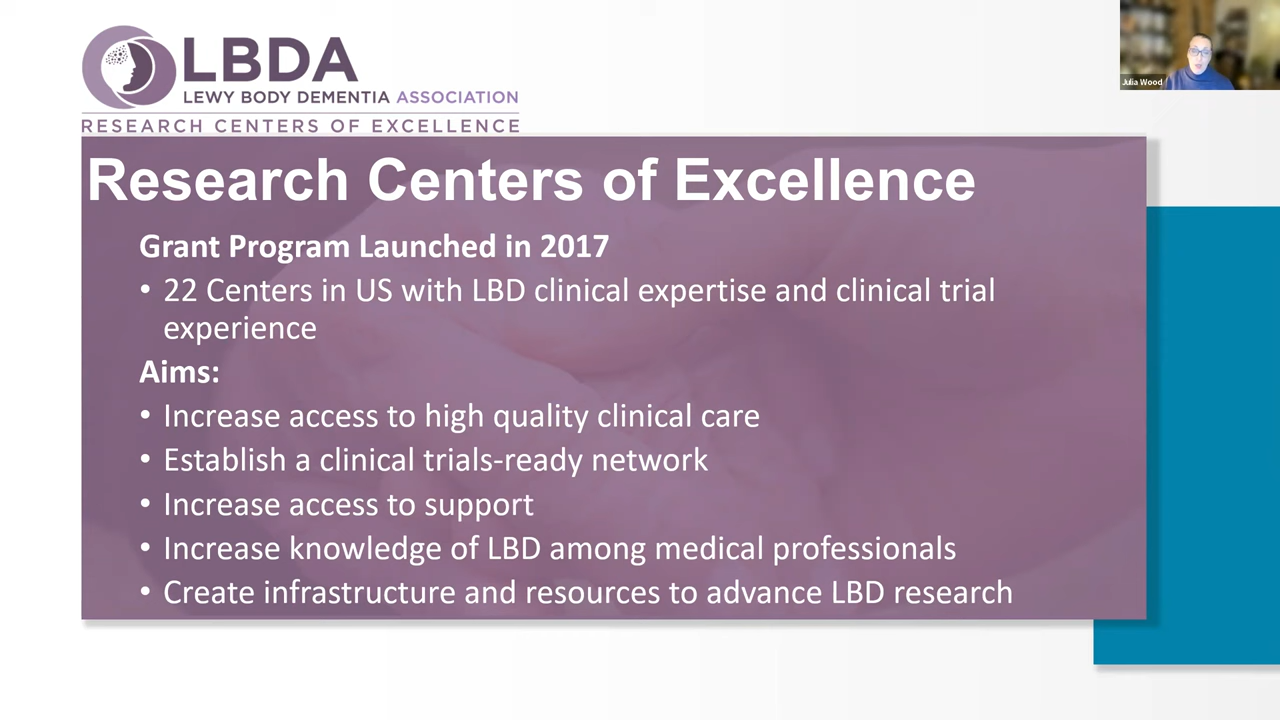 LBDA
LEWY BODY DEMENTIA ASSOCIATION
RESEARCH CENTERS OF EXCELLENCE
Julia Wood
Research Centers of Excellence
Grant Program Launched in 2017
• 22 Centers in US with LBD clinical expertise and clinical trial
experience
Aims:
• Increase access to high quality clinical care
• Establish a clinical trials-ready network
• Increase access to support
• Increase knowledge of LBD among medical professionals
• Create infrastructure and resources to advance LBD research